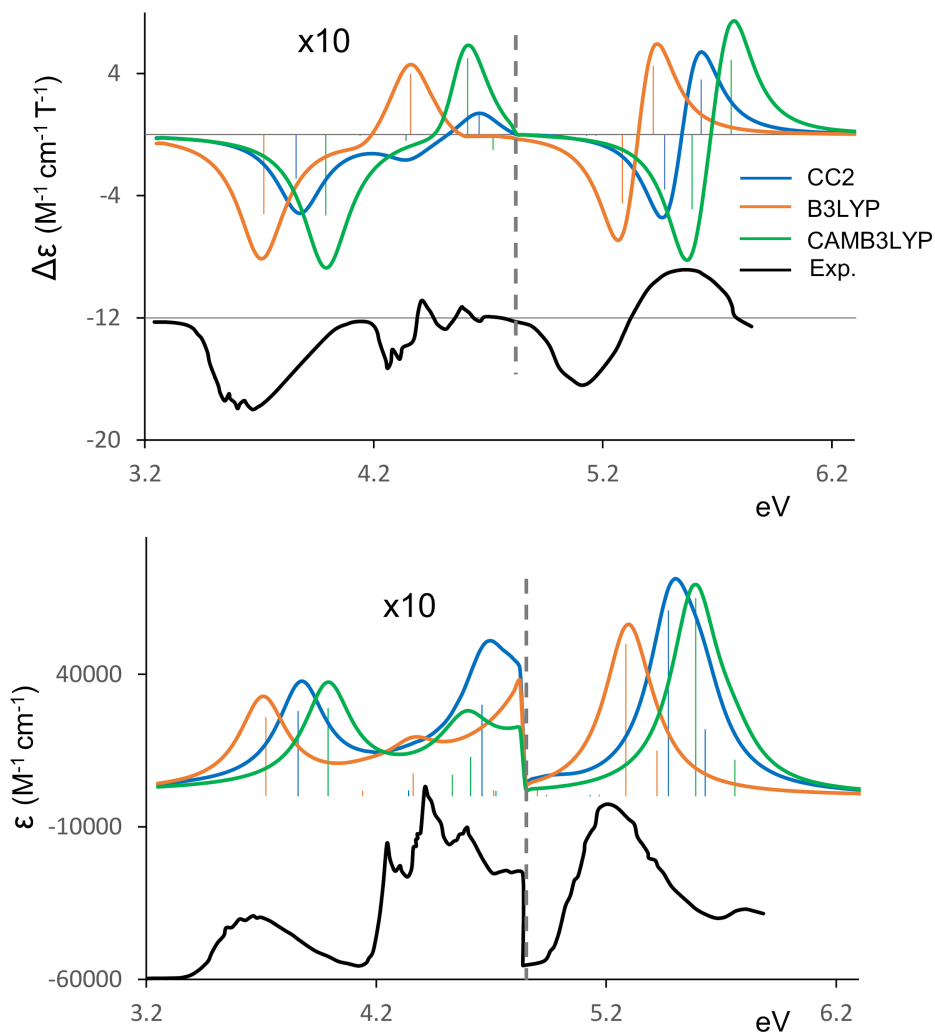 x10
4
-4
-12
-20
Δε (M⁻¹ cm⁻¹ T⁻¹)
CC2
B3LYP
CAMB3LYP
Exp.
3.2 4.2 5.2 6.2
eV
x10
40000
-10000
-60000
ε (M⁻¹ cm⁻¹)
3.2 4.2 5.2 6.2
eV